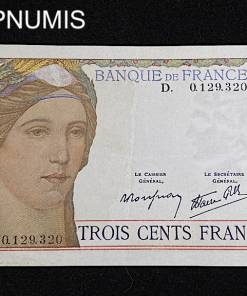 PNUMIS
BANQUE DE FRANCE
D. 0.129.320
LE CAISSIER GÉNÉRAL,
LE SECRÉTAIRE GÉNÉRAL,
0.129.320
TROIS CENTS FRAN